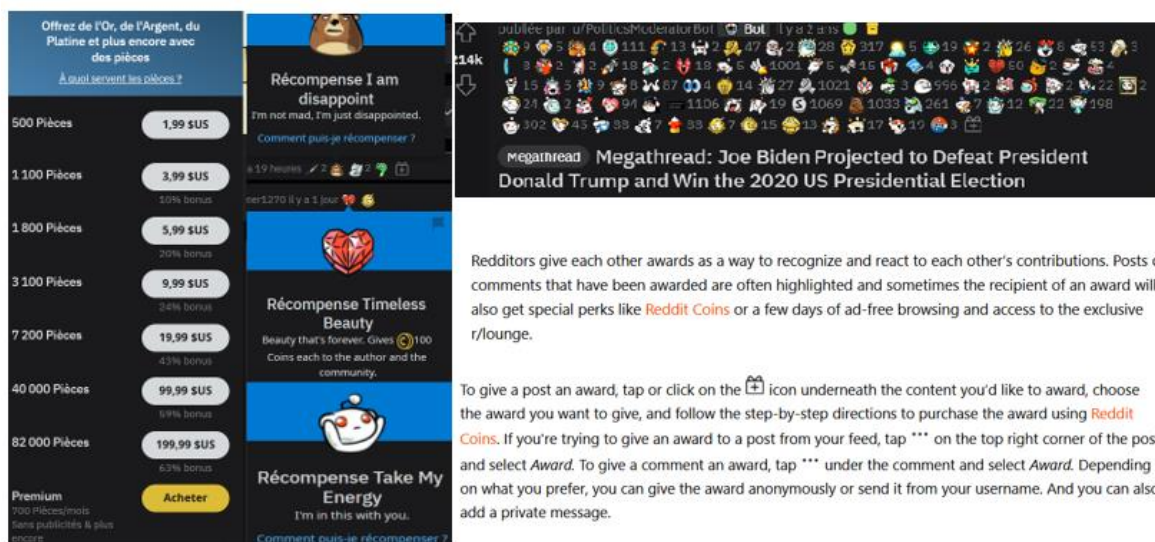 Offrez de l'Or, de l'Argent, du
Platine et plus encore avec
des pièces
À quoi servent les pièces ?
500 Pièces
1,99 $US
1 100 Pièces
3,99 $US
10% bonus
1 800 Pièces
5,99 $US
20% bonus
3 100 Pièces
9,99 $US
24% bonus
7 200 Pièces
19,99 $US
43% bonus
40 000 Pièces
99,99 $US
59% bonus
82 000 Pièces
199,99 $US
63% bonus
Premium
Acheter
700 Pièces/mois
Sans publicités & plus
encore
Récompense I am
disappoint
I'm not mad, I'm just disappointed.
Comment puis-je récompenser ?
a 19 heures 2 2
ner1270 il y a 1 jour
Récompense Timeless
Beauty
Beauty that's forever. Gives 100
Coins each to the author and the
community.
Récompense Take My
Energy
I'm in this with you.
Comment puis-je récompenser ?
publiée par u/PoliticsModeratorBot Bot il y a 2 ans
214k
Megathread Megathread: Joe Biden Projected to Defeat President
Donald Trump and Win the 2020 US Presidential Election
Redditors give each other awards as a way to recognize and react to each other's contributions. Posts
comments that have been awarded are often highlighted and sometimes the recipient of an award will
also get special perks like Reddit Coins or a few days of ad-free browsing and access to the exclusive
r/lounge.
To give a post an award, tap or click on the icon underneath the content you'd like to award, choose
the award you want to give, and follow the step-by-step directions to purchase the award using Reddit
Coins. If you're trying to give an award to a post from your feed, tap ••• on the top right corner of the pos
and select Award. To give a comment an award, tap ••• under the comment and select Award. Depending
on what you prefer, you can give the award anonymously or send it from your username. And you can also
add a private message.